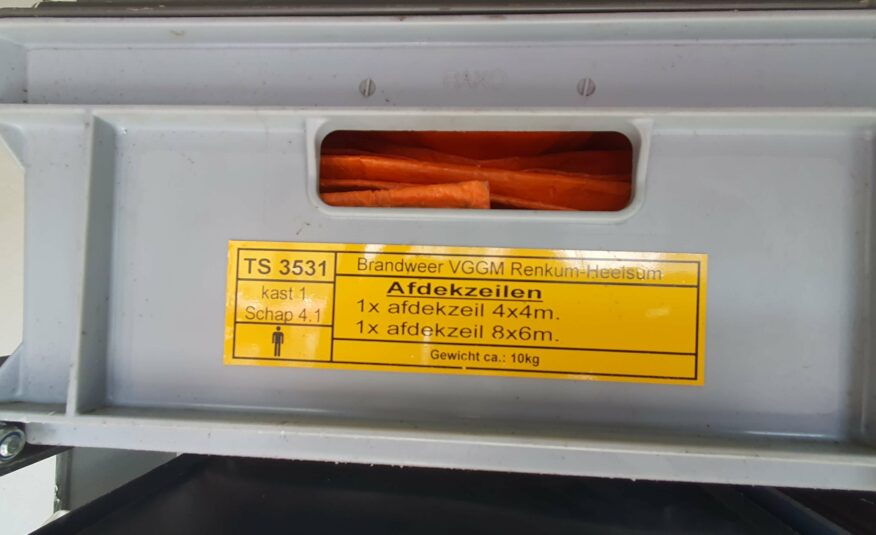 HAKO
TS 3531
kast 1
Schap 4.1
Brandweer VGGM Renkum-Heelsum
Afdekzeilen
1x afdekzeil 4x4m.
1x afdekzeil 8x6m.
Gewicht ca.: 10kg